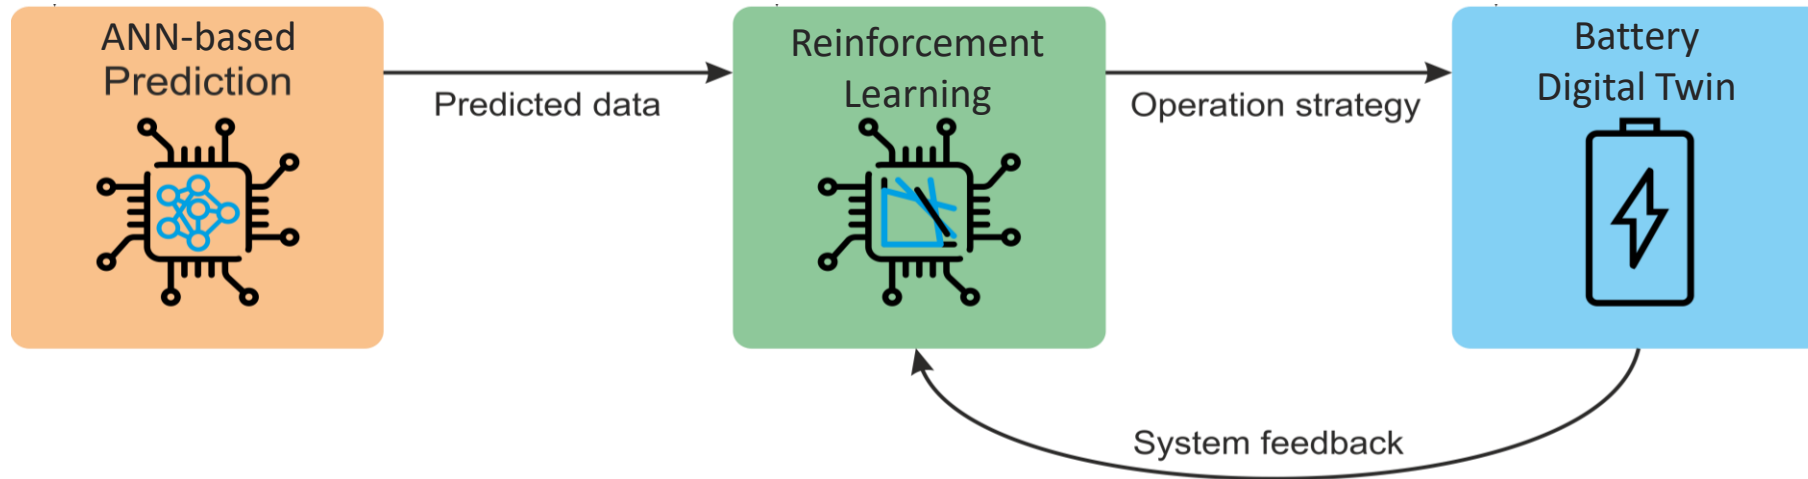 ANN-based
Prediction
Predicted data
Reinforcement
Learning
Operation strategy
Battery
Digital Twin
System feedback